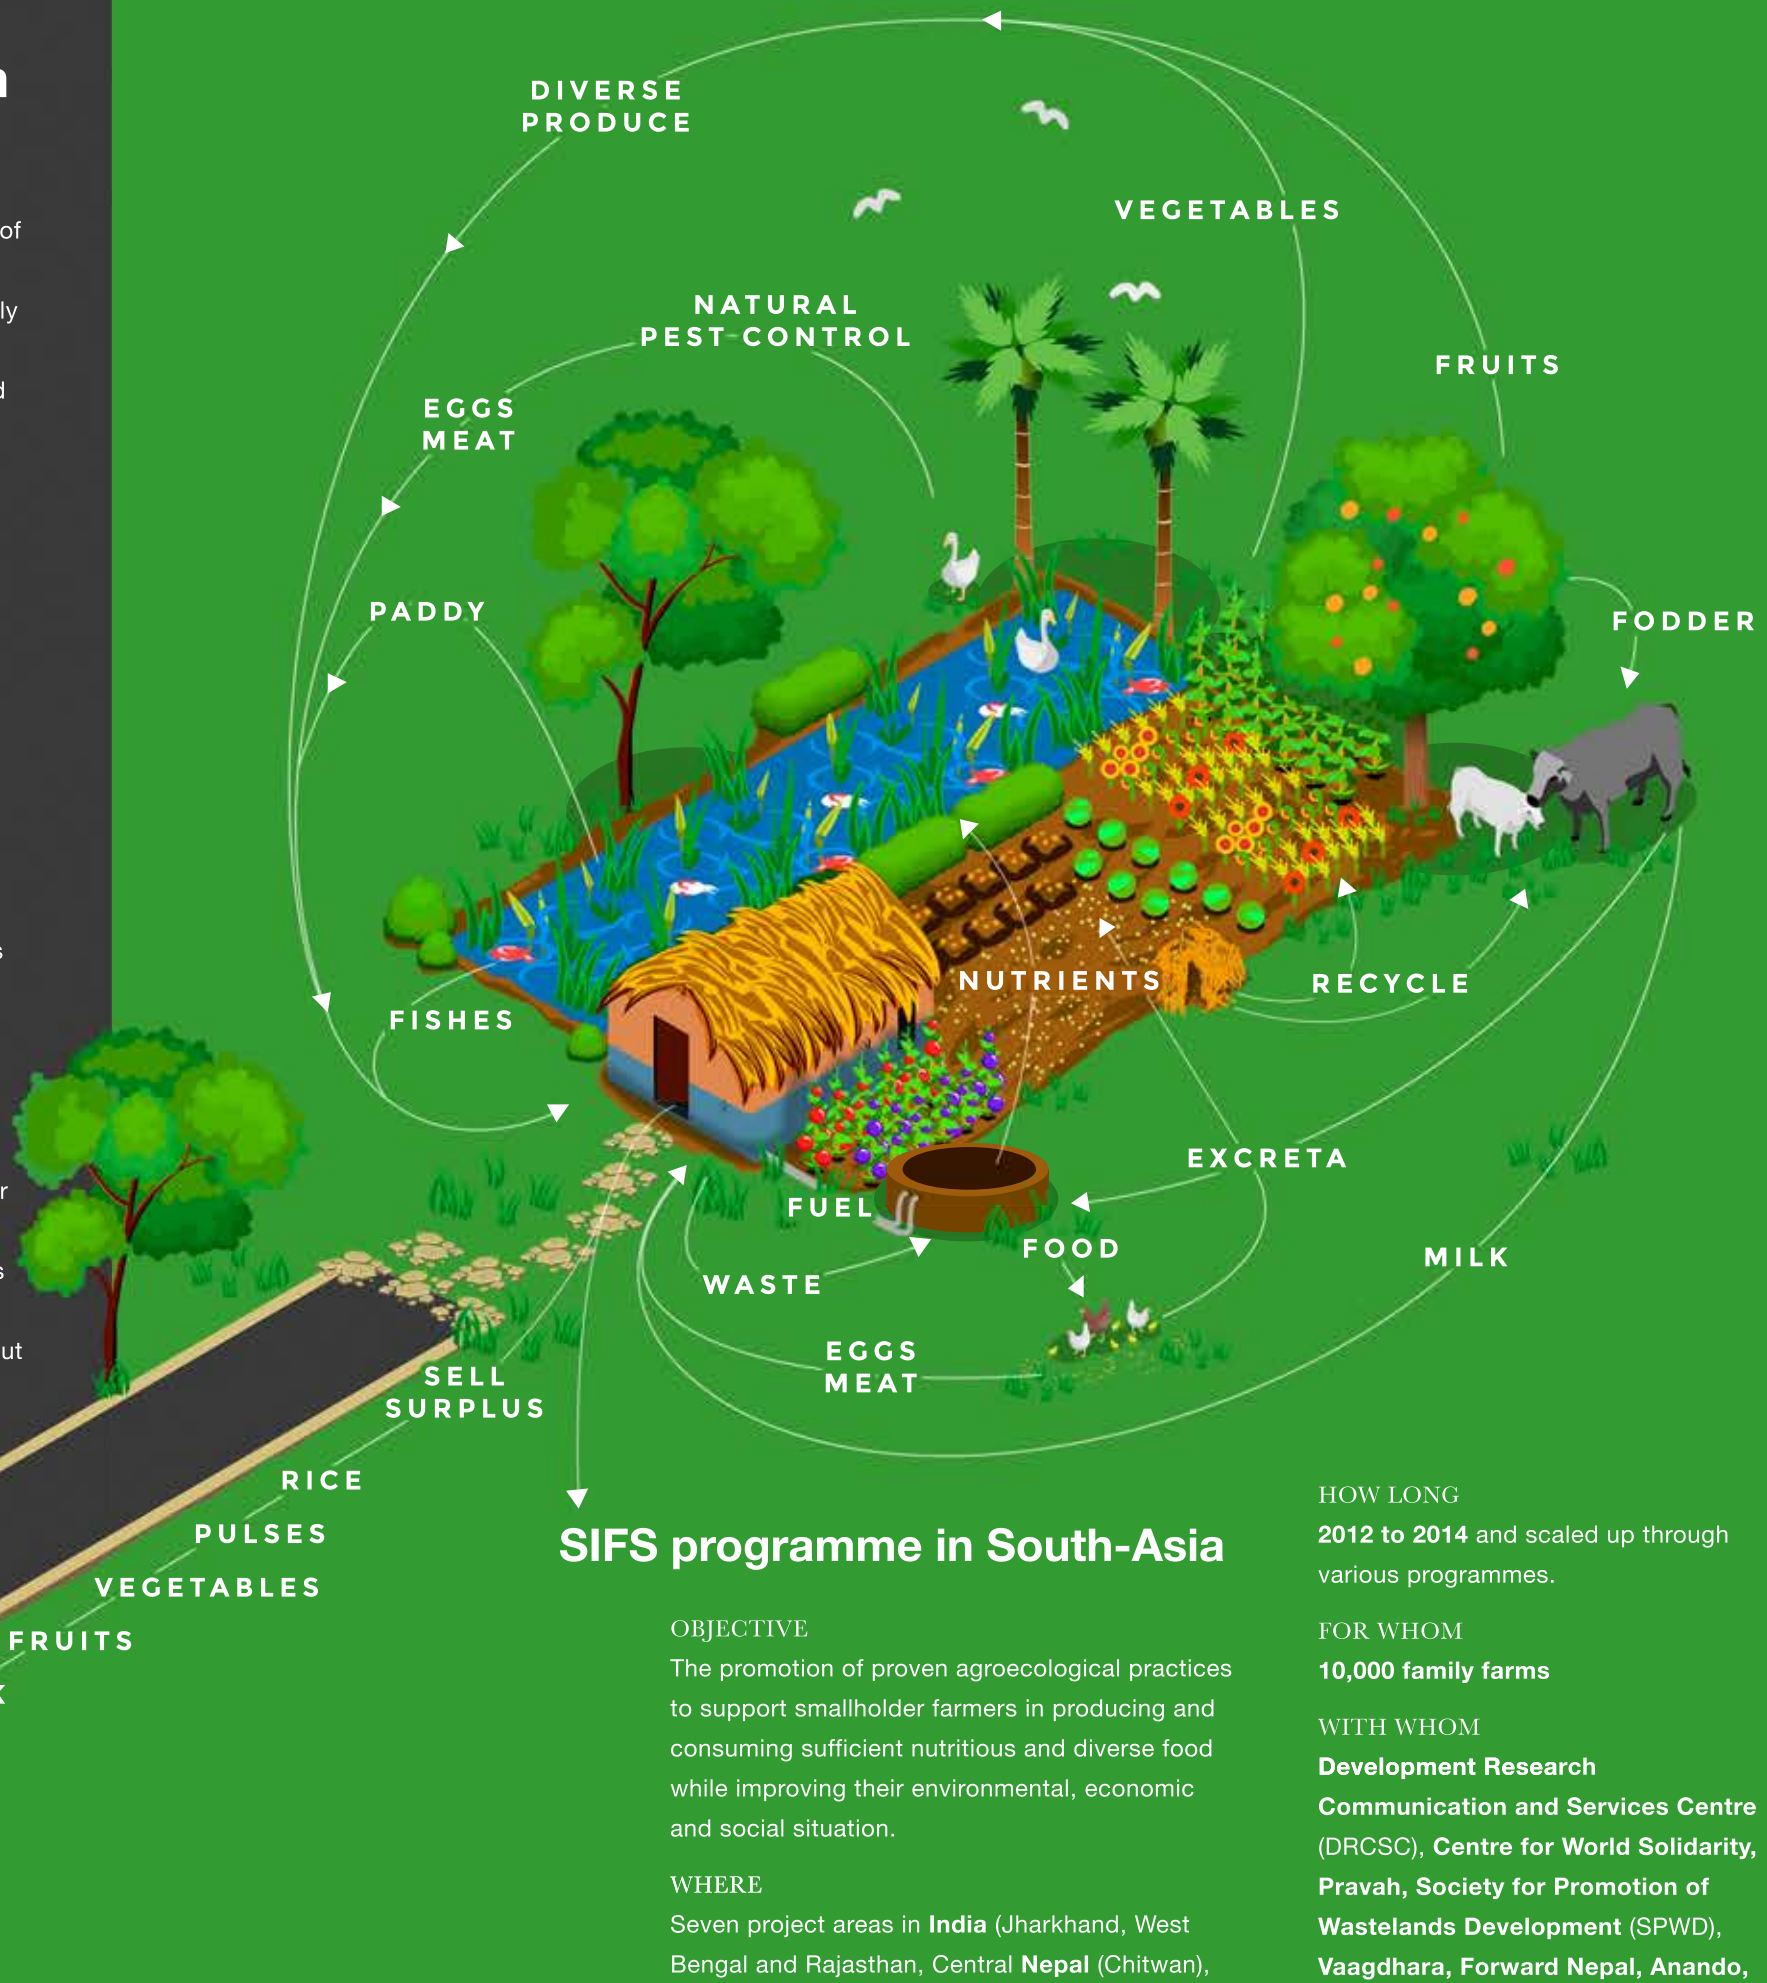 of
ly
s
ut
DIVERSE
PRODUCE
VEGETABLES
NATURAL
PEST CONTROL
FRUITS
EGGS
MEAT
PADDY
FODDER
NUTRIENTS
RECYCLE
FISHES
EXCRETA
FUEL
FOOD
WASTE
MILK
EGGS
MEAT
SELL
SURPLUS
RICE
PULSES
VEGETABLES
FRUITS
SIFS programme in South-Asia
OBJECTIVE
The promotion of proven agroecological practices
to support smallholder farmers in producing and
consuming sufficient nutritious and diverse food
while improving their environmental, economic
and social situation.
WHERE
Seven project areas in India (Jharkhand, West
Bengal and Rajasthan, Central Nepal (Chitwan),
HOW LONG
2012 to 2014 and scaled up through
various programmes.
FOR WHOM
10,000 family farms
WITH WHOM
Development Research
Communication and Services Centre
(DRCSC), Centre for World Solidarity,
Pravah, Society for Promotion of
Wastelands Development (SPWD),
Vaagdhara, Forward Nepal, Anando,